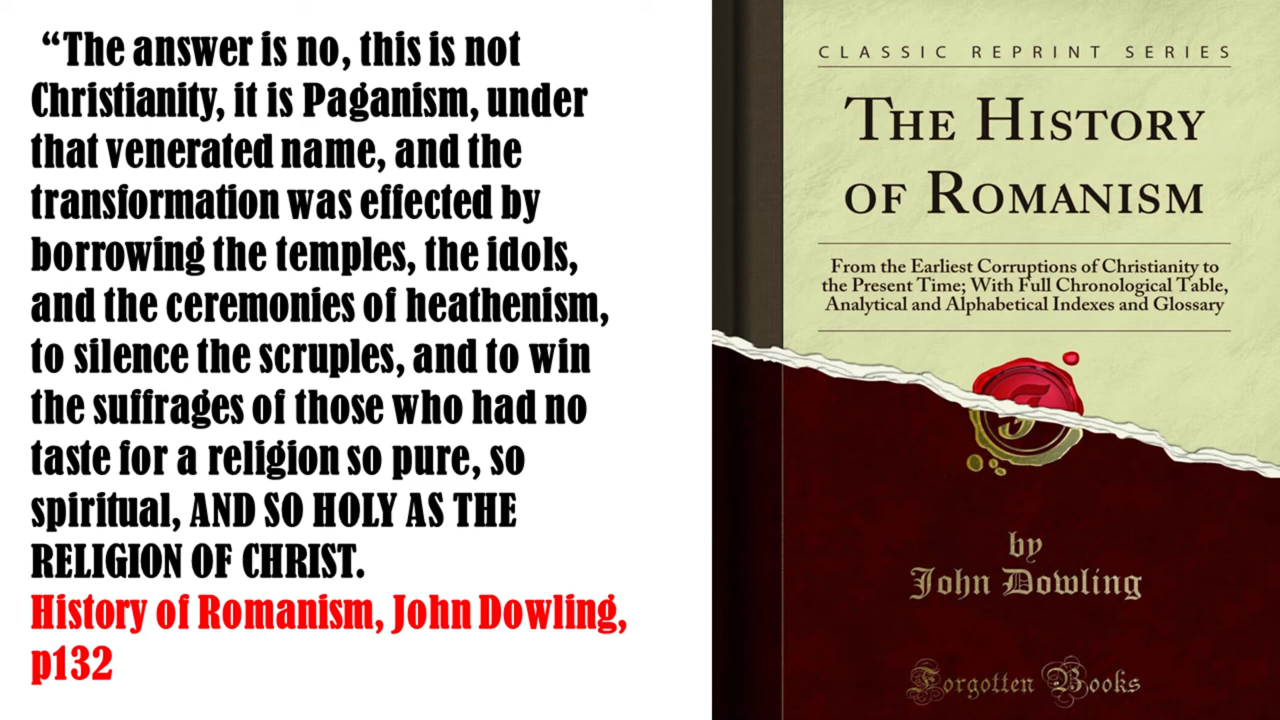 “The answer is no, this is not
Christianity, it is Paganism, under
that venerated name, and the
transformation was effected by
borrowing the temples, the idols,
and the ceremonies of heathenism,
to silence the scruples, and to win
the suffrages of those who had no
taste for a religion so pure, so
spiritual, AND SO HOLY AS THE
RELIGION OF CHRIST.
History of Romanism, John Dowling,
p132
CLASSIC REPRINT SERIES
THE HISTORY
OF ROMANISM
From the Earliest Corruptions of Christianity to
the Present Time; With Full Chronological Table,
Analytical and Alphabetical Indexes and Glossary
by
John Dowling
Forgotten Books